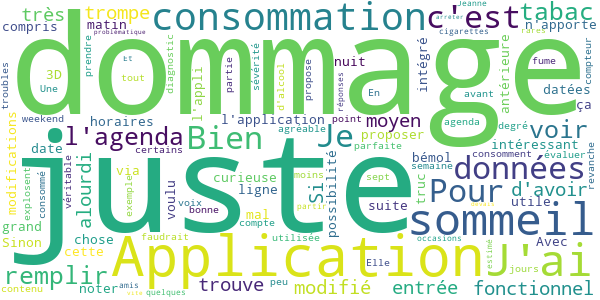 très trompe consommation c'est tabac Jeanne arrêter
compris matin cigarettes n'apporte rares
dommage
troubles 3D Une prendre Et problématique tout diagnostic l'appli sévérité partie d'alcool propose nuit réponses En intégré avant fume antérieure datées compteur
weekend horaires l'application point moyen agenda degré ça
juste
modifications l'agenda Bien Je proposer parfaite voir
explosent date certains agréable bémol intéressant évaluer revanche
consommé véritable alourdi via voulu curieuse ligne Si possibilité semaine truc données consomment
exemple voix moins sept Pour d'avoir
grand chose bonne mal suite utile
Sinon cette faudrait compte utilisée partir sommeil Avec
Application J'ai
remplir noter amis trouve peu modifié entrée Elle estimé occasions jours fonctionnel
contenu quelques